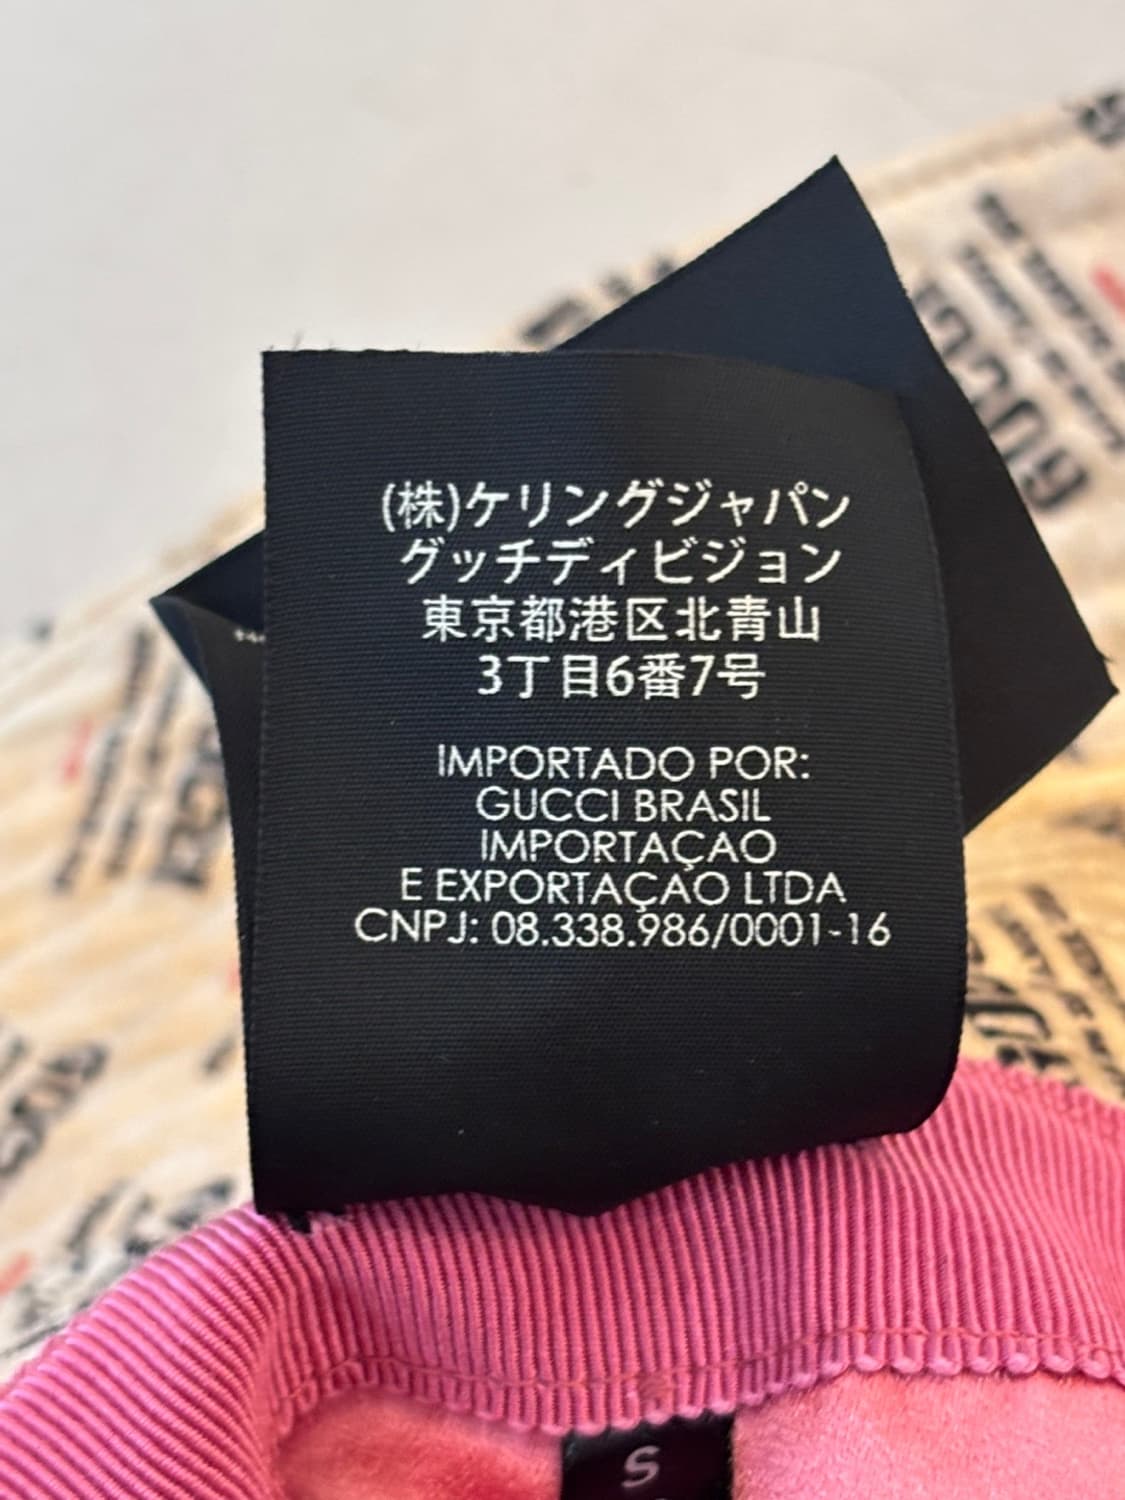 (株)ケリングジャパン
グッチディビジョン
東京都港区北青山
3丁目6番7号
IMPORTADO POR:
GUCCI BRASIL
IMPORTAÇAO
E EXPORTAÇAO LTDA
CNPJ: 08.338.986/0001-16
GUCCI
S